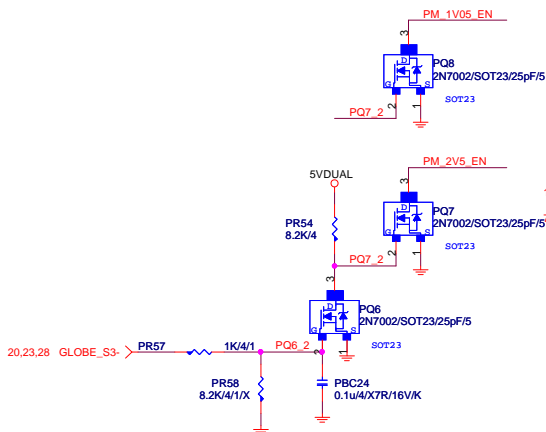 PM_1V05_EN
3
D
PQ8
2N7002/SOT23/25pF/5
G
S
SOT23
2
1
PQ7_2
PM_2V5_EN
3
5VDUAL
D
PQ7
2N7002/SOT23/25pF/5
PR54
8.2K/4
G
S
SOT23
2
1
PQ7_2
3
D
PQ6
2N7002/SOT23/25pF/5
G
S
SOT23
2
1
20,23,28 GLOBE_S3-
PR57
1K/4/1
PQ6_2
PR58
8.2K/4/1/X
PBC24
0.1u/4/X7R/16V/K